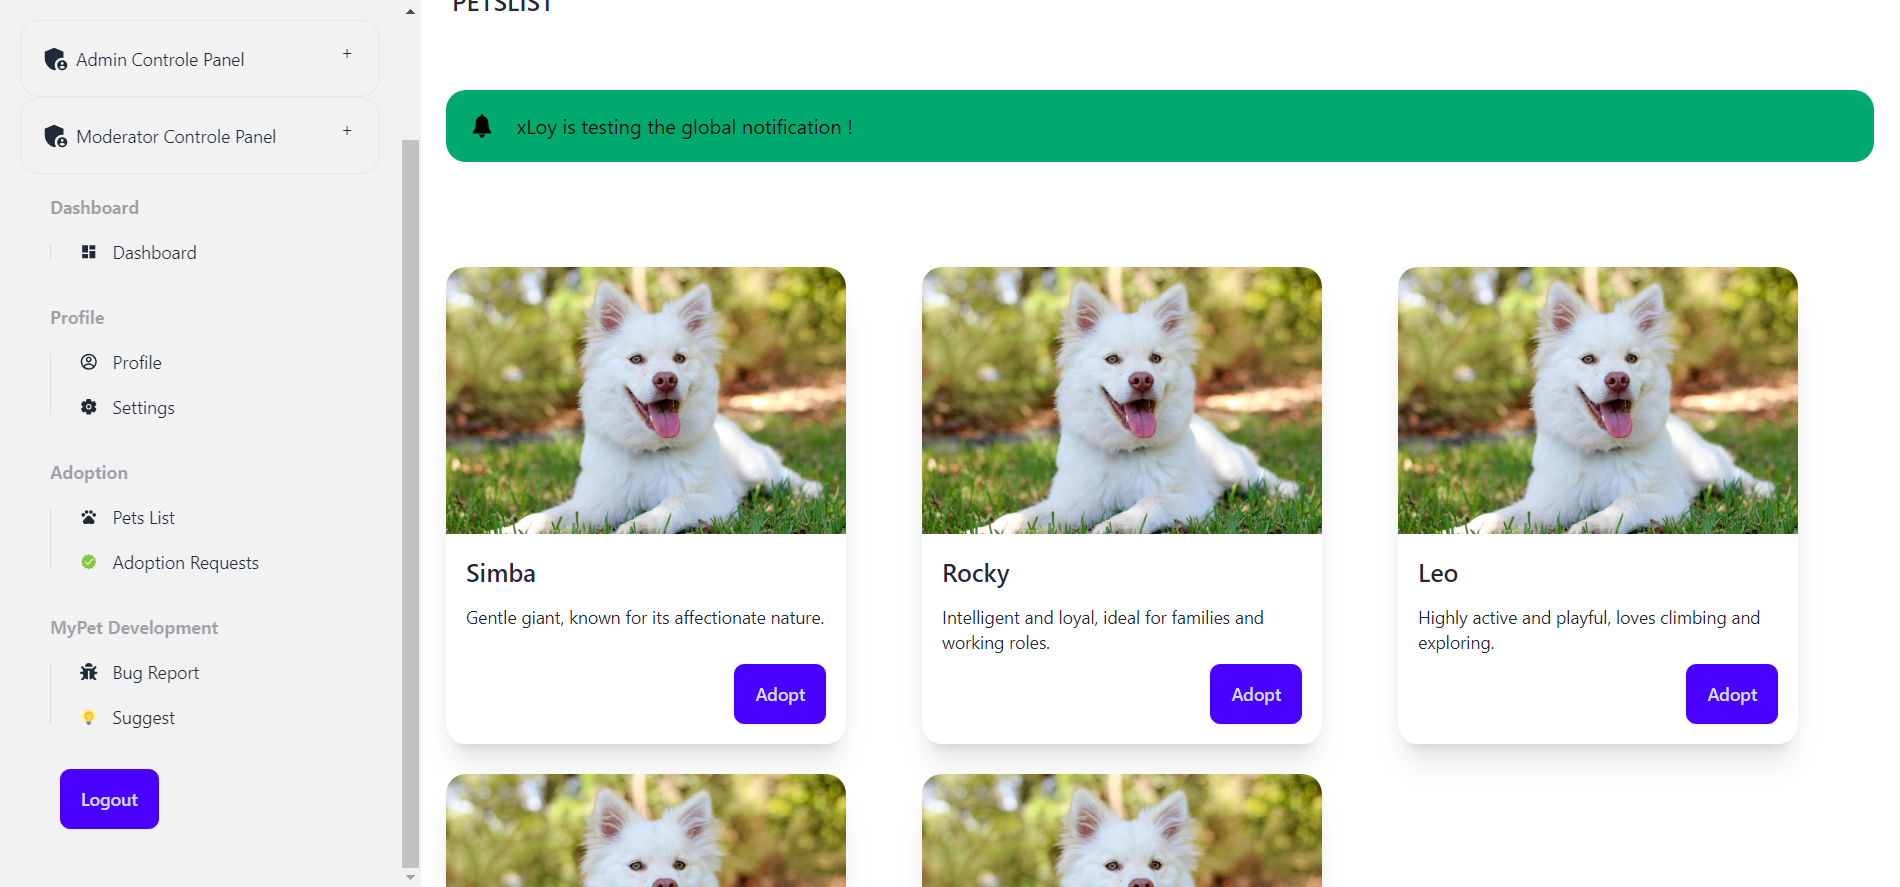 Admin Controle Panel
+
Moderator Controle Panel
+
Dashboard
Dashboard
Profile
Profile
Settings
Adoption
Pets List
Adoption Requests
MyPet Development
Bug Report
Suggest
Logout
PETSLIST
xLoy is testing the global notification !
Simba
Gentle giant, known for its affectionate nature.
Adopt
Rocky
Intelligent and loyal, ideal for families and
working roles.
Adopt
Leo
Highly active and playful, loves climbing and
exploring.
Adopt